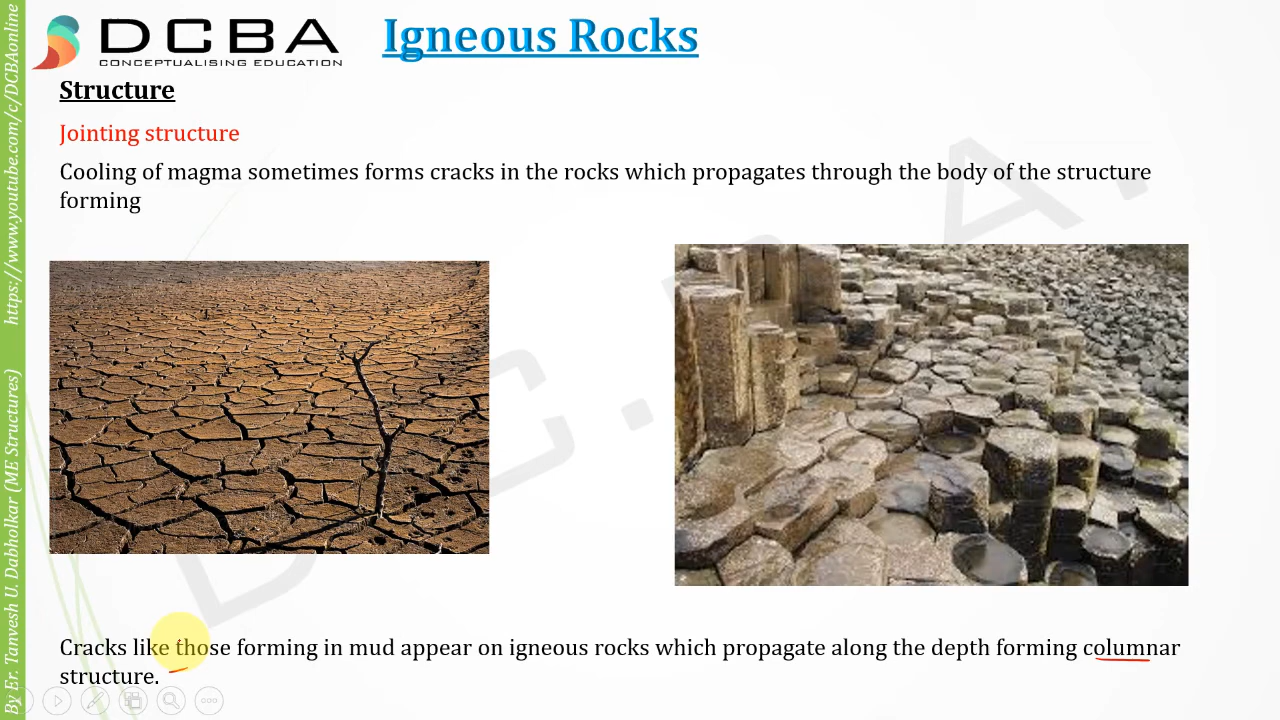 DCBA
CONCEPTUALISING EDUCATION
Igneous Rocks
Structure
Jointing structure
Cooling of magma sometimes forms cracks in the rocks which propagates through the body of the structure
forming
Cracks like those forming in mud appear on igneous rocks which propagate along the depth forming columnar
structure.
By Er. Tanvesh U. Dabholkar (ME Structures) https://www.youtube.com/c/DCBAonline
D.C.B.A.